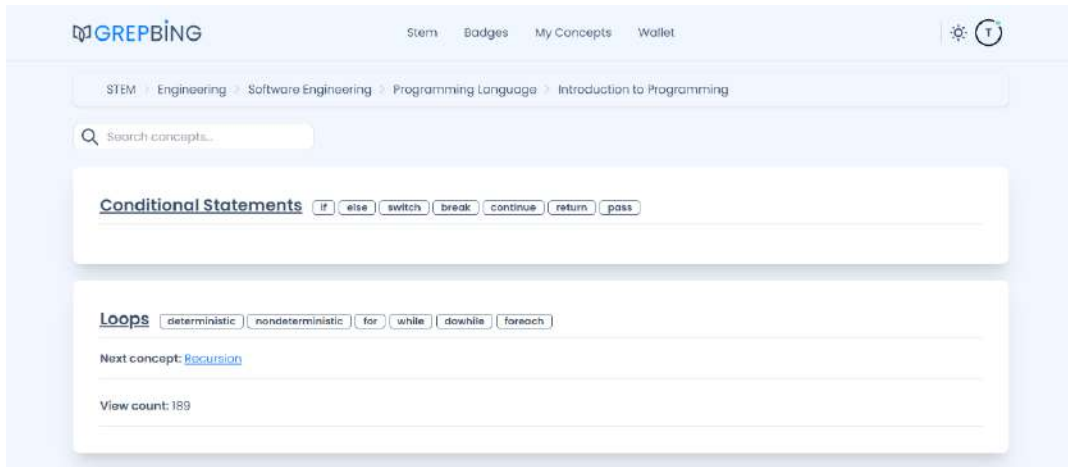 GREPBING Stem Badges My Concepts Wallet T
STEM Engineering Software Engineering Programming Language Introduction to Programming
Search concepts...
Conditional Statements if else switch break continue return pass
Loops deterministic nondeterministic for while dowhile foreach
Next concept: Recursion
View count: 189